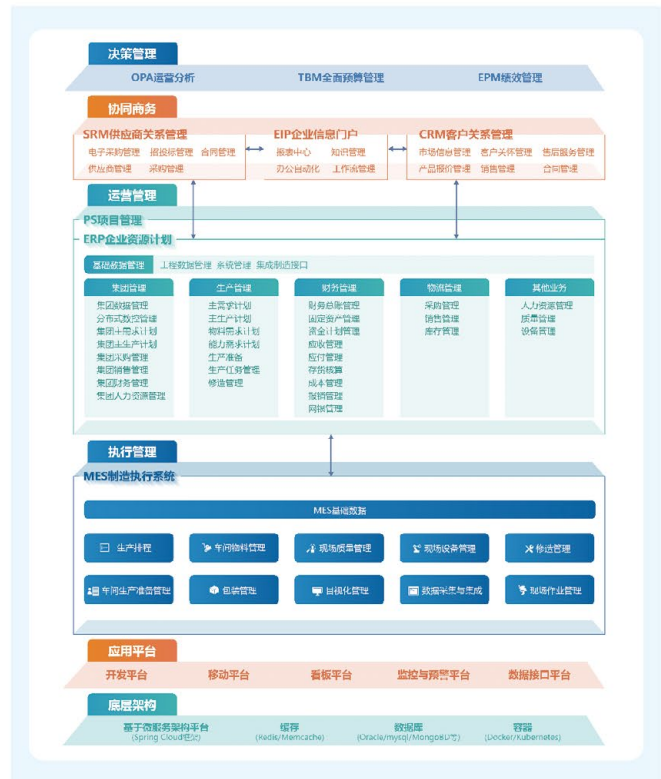 决策管理
OPA运营分析 TBM全面预算管理 EPM绩效管理
协同商务
SRM供应商关系管理 EIP企业信息门户 CRM客户关系管理
电子采购管理 招投标管理 合同管理 报表中心 知识管理 市场信息管理 客户关怀管理 售后服务管理
供应商管理 采购管理 办公自动化 工作流管理 产品报价管理 销售管理 合同管理
运营管理
PS项目管理
ERP企业资源计划
基础数据管理 工程数据管理 系统管理 集成制造接口
集团管理 生产管理 财务管理 物流管理 其他业务
集团数据管理 主需求计划 财务总账管理 采购管理 人力资源管理
分布式数控管理 主生产计划 固定资产管理 销售管理 质量管理
集团主需求计划 物料需求计划 资金计划管理 库存管理 设备管理
集团主生产计划 能力需求计划 应收管理
集团采购管理 生产准备 应付管理
集团销售管理 生产任务管理 存货核算
集团财务管理 修造管理 成本管理
集团人力资源管理 报销管理
网银管理
执行管理
MES制造执行系统
MES基础数据
生产排程 车间物料管理 现场质量管理 现场设备管理 修造管理
车间生产准备管理 包装管理 目视化管理 数据采集与集成 现场作业管理
应用平台
开发平台 移动平台 看板平台 监控与预警平台 数据接口平台
底层架构
基于微服务架构平台 缓存 数据库 容器
(Spring Cloud框架) (Redis/Memcache) (Oracle/mysql/MongoBD等) (Docker/Kubernetes)